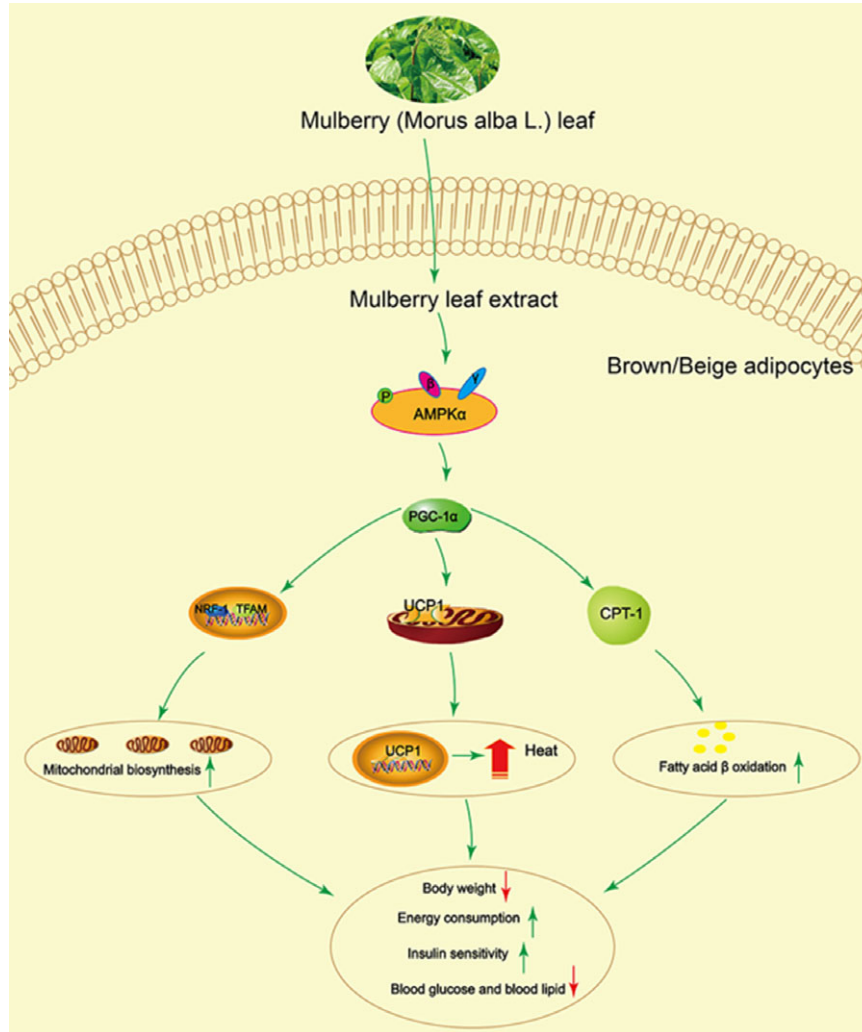 Mulberry (Morus alba L.) leaf
Mulberry leaf extract
Brown/Beige adipocytes
P
β
γ
AMPKα
PGC-1α
NRF-1 TFAM
UCP1
CPT-1
Mitochondrial biosynthesis
UCP1
Heat
Fatty acid β oxidation
Body weight
Energy consumption
Insulin sensitivity
Blood glucose and blood lipid